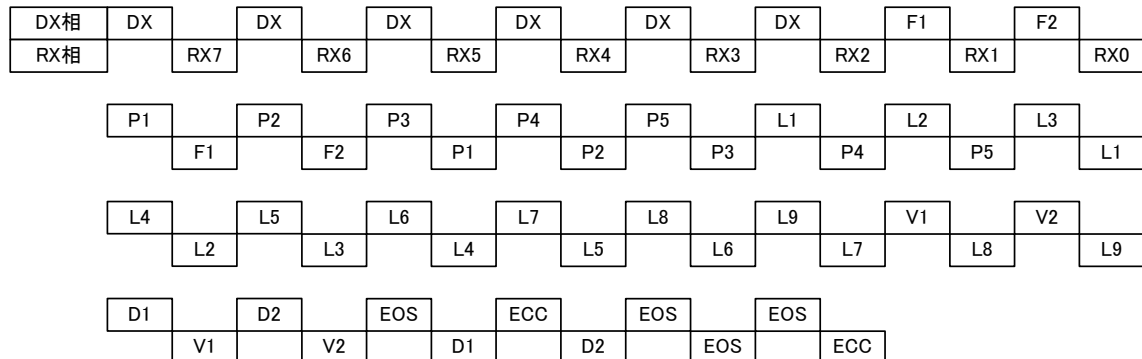 DX相 DX DX DX DX DX DX F1 F2
RX相 RX7 RX6 RX5 RX4 RX3 RX2 RX1 RX0
P1 P2 P3 P4 P5 L1 L2 L3
F1 F2 P1 P2 P3 P4 P5 L1
L4 L5 L6 L7 L8 L9 V1 V2
L2 L3 L4 L5 L6 L7 L8 L9
D1 D2 EOS ECC EOS EOS
V1 V2 D1 D2 EOS ECC